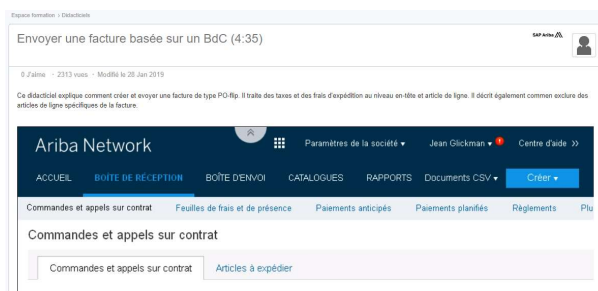 Espace formation > Didacticiels
Envoyer une facture basée sur un BdC (4:35)
SAP Ariba
0 J'aime - 2313 vues - Modifié le 28 Jan 2019
Ce didacticiel explique comment créer et evoyer une facture de type PO-flip. Il traite des taxes et des frais d'expédition au niveau en-tête et article de ligne. Il décrit également commen exclure des
articles de ligne spécifiques de la facture.
Ariba Network
Paramètres de la société
Jean Glickman
Centre d'aide >>
ACCUEIL BOÎTE DE RÉCEPTION BOÎTE D'ENVOI CATALOGUES RAPPORTS Documents CSV Créer
Commandes et appels sur contrat Feuilles de frais et de présence Paiements anticipés Paiements planifiés Règlements Plu
Commandes et appels sur contrat
Commandes et appels sur contrat Articles à expédier